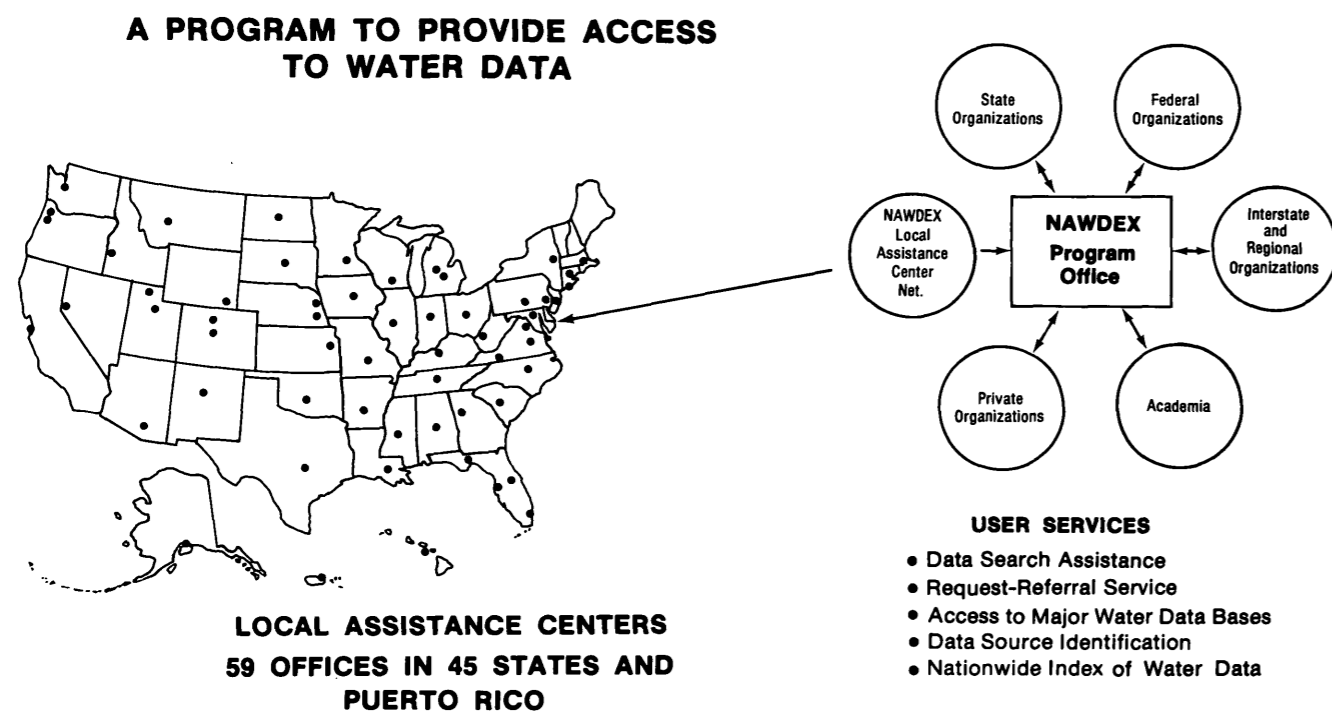 A PROGRAM TO PROVIDE ACCESS
TO WATER DATA
LOCAL ASSISTANCE CENTERS
59 OFFICES IN 45 STATES AND
PUERTO RICO
State
Organizations
Federal
Organizations
NAWDEX
Local
Assistance
Center
Net.
NAWDEX
Program
Office
Interstate
and
Regional
Organizations
Private
Organizations
Academia
USER SERVICES
• Data Search Assistance
• Request-Referral Service
• Access to Major Water Data Bases
• Data Source Identification
• Nationwide Index of Water Data